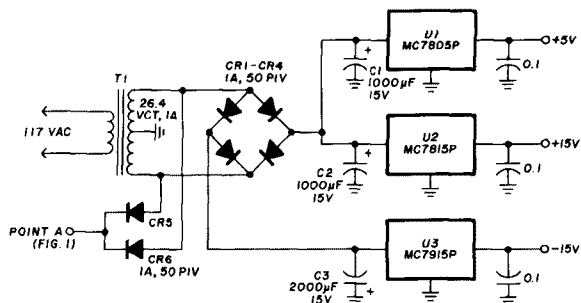 T1
117 VAC
26.4
VCT, 1A
CR1-CR4
1A, 50 PIV
POINT A
(FIG. 1)
CR5
CR6
1A, 50 PIV
+
C1
1000µF
15V
U1
MC7805P
0.1
+5V
+
C2
1000µF
15V
U2
MC7815P
0.1
+15V
C3
2000µF
15V
+
U3
MC7915P
0.1
-15V